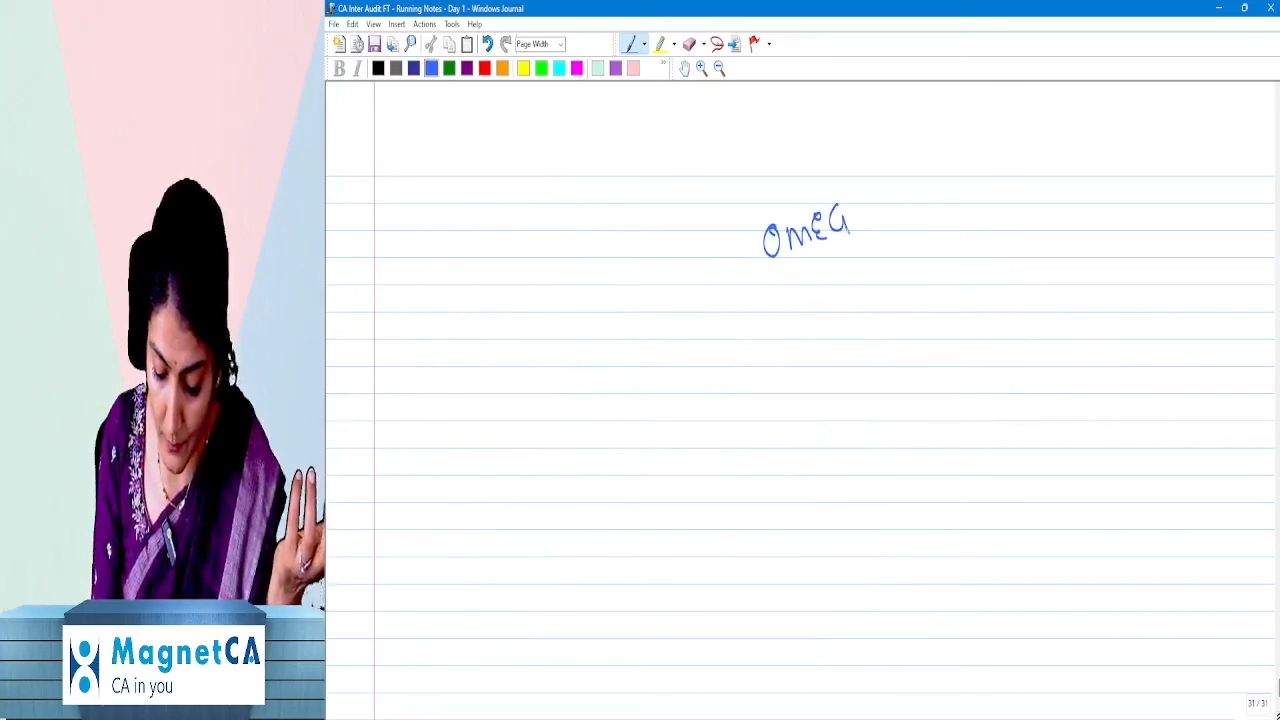 CA Inter Audit FT - Running Notes - Day 1 - Windows Journal
File Edit View Insert Actions Tools Help
Page Width
B I
OMEG
MagnetCA
CA in you
31 / 31